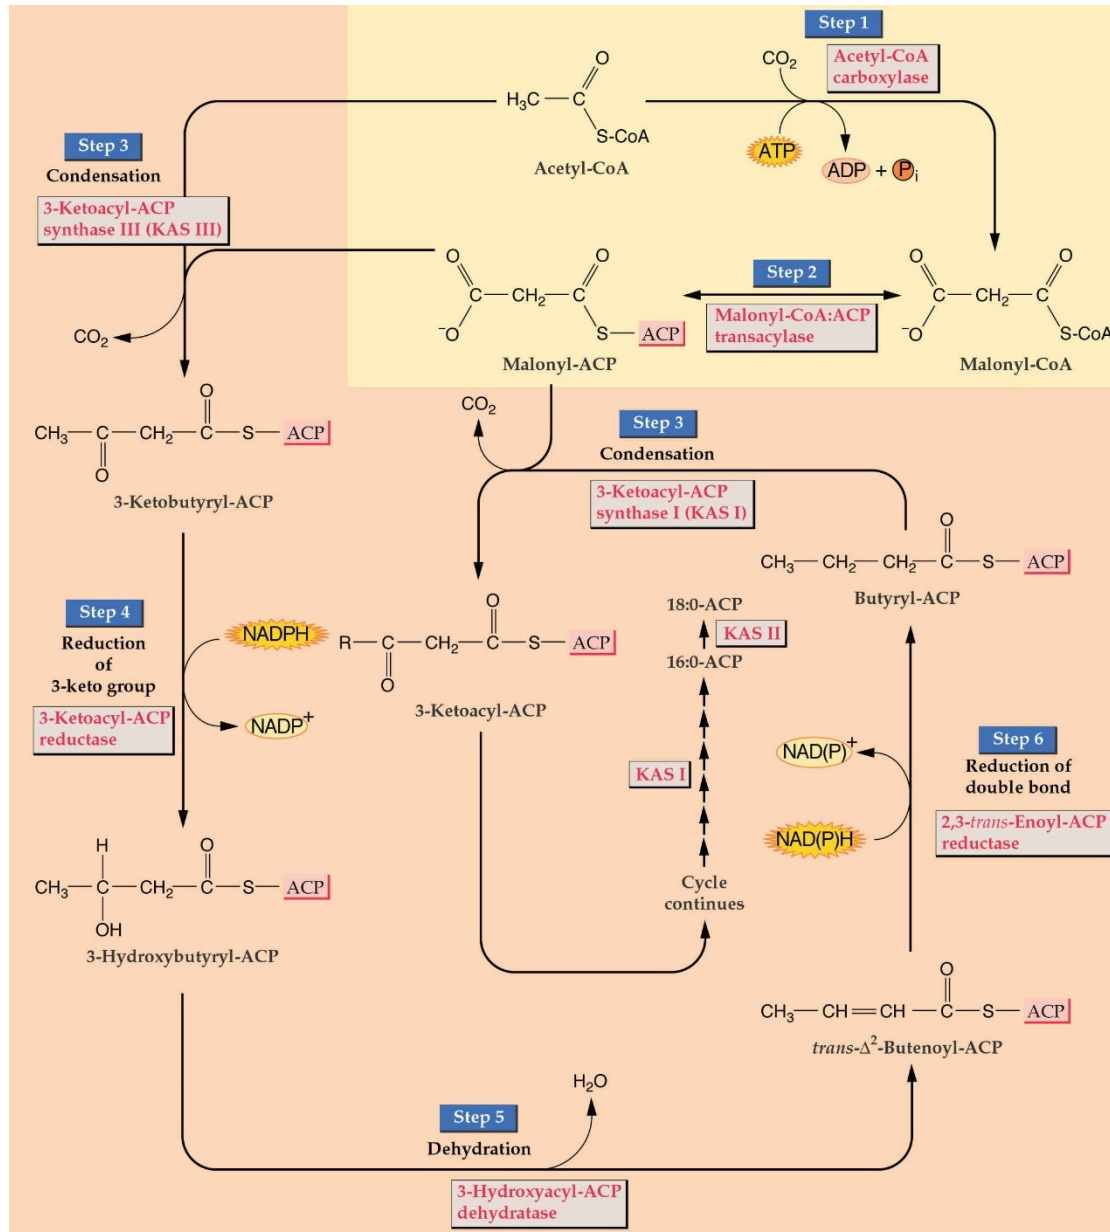 Step 1
CO2
Acetyl-CoA
carboxylase
O
H3C
C
S-CoA
Acetyl-CoA
ATP
ADP + Pi
Step 3
Condensation
3-Ketoacyl-ACP
synthase III (KAS III)
CO2
O
O
C
CH2
C
−O
S
ACP
Malonyl-ACP
Step 2
Malonyl-CoA:ACP
transacylase
O
O
C
CH2
C
−O
S-CoA
Malonyl-CoA
O
CH3
C
CH2
C
S
ACP
O
3-Ketobutyryl-ACP
CO2
Step 3
Condensation
3-Ketoacyl-ACP
synthase I (KAS I)
O
CH3
CH2
CH2
C
S
ACP
Butyryl-ACP
Step 4
Reduction
of
3-keto group
3-Ketoacyl-ACP
reductase
NADPH
NADP+
O
R
C
CH2
C
S
ACP
O
3-Ketoacyl-ACP
18:0-ACP
KAS II
16:0-ACP
KAS I
Cycle
continues
NAD(P)+
NAD(P)H
Step 6
Reduction of
double bond
2,3-trans-Enoyl-ACP
reductase
H
O
CH3
C
CH2
C
S
ACP
OH
3-Hydroxybutyryl-ACP
O
CH3
CH
CH
C
S
ACP
trans-Δ2-Butenoyl-ACP
H2O
Step 5
Dehydration
3-Hydroxyacyl-ACP
dehydratase